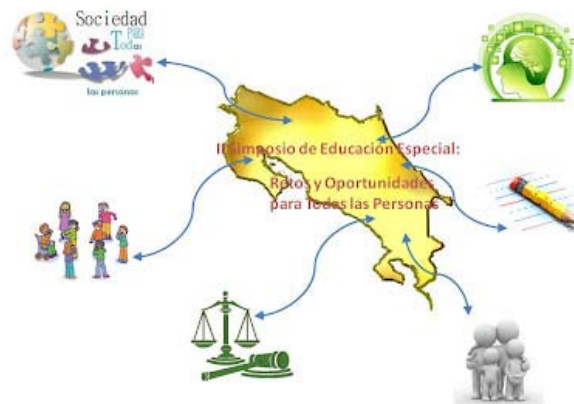 Sociedad
Para
Todas
las personas
II Simposio de Educación Especial:
Retos y Oportunidades
para Todas las Personas